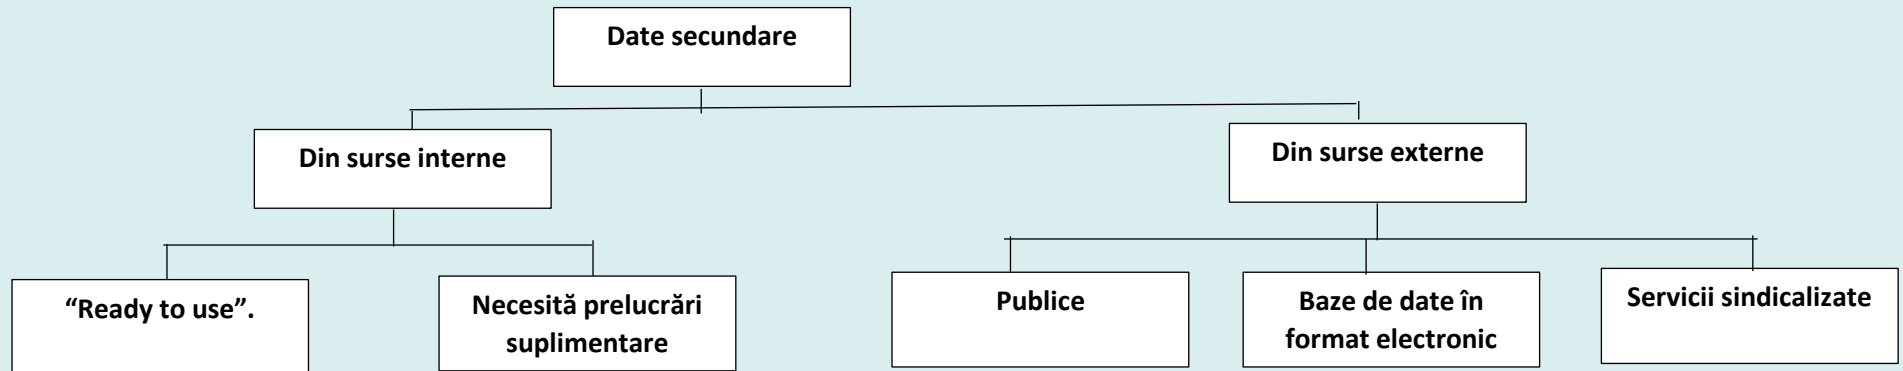 Date secundare
Din surse interne
Din surse externe
“Ready to use”.
Necesită prelucrări
suplimentare
Publice
Baze de date în
format electronic
Servicii sindicalizate